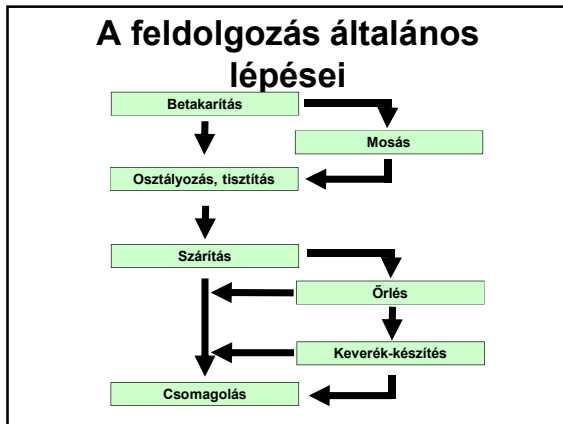 A feldolgozás általános
lépései
Betakarítás
Mosás
Osztályozás, tisztítás
Szárítás
Őrlés
Keverék-készítés
Csomagolás